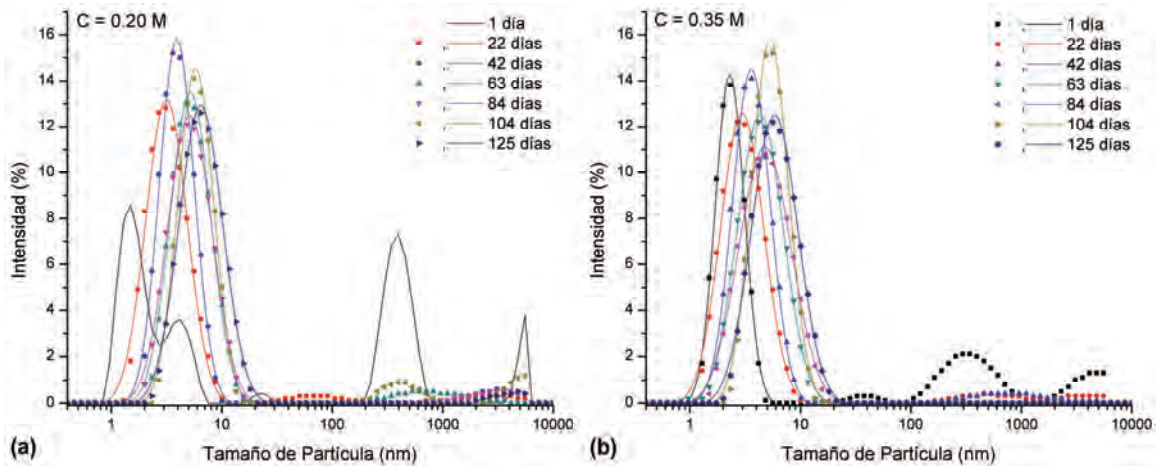 C = 0.20 M
1 día
22 días
42 días
63 días
84 días
104 días
125 días
Intensidad (%)
16
14
12
10
8
6
4
2
0
1 10 100 1000 10000
Tamaño de Partícula (nm)
(a)
C = 0.35 M
1 día
22 días
42 días
63 días
84 días
104 días
125 días
Intensidad (%)
16
14
12
10
8
6
4
2
0
1 10 100 1000 10000
Tamaño de Partícula (nm)
(b)